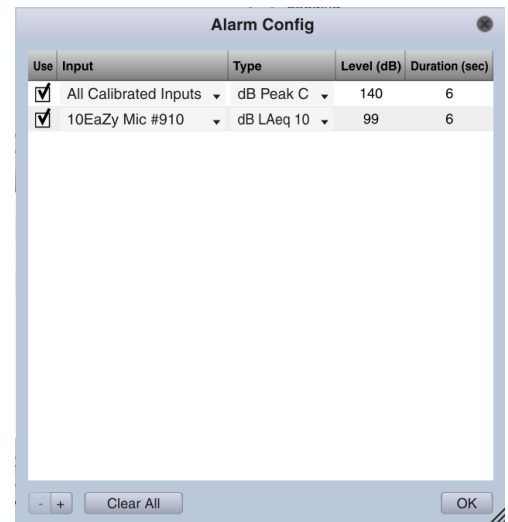 Alarm Config
Use Input Type Level (dB) Duration (sec)
All Calibrated Inputs dB Peak C 140 6
10EaZy Mic #910 dB LAeq 10 99 6
- + Clear All OK